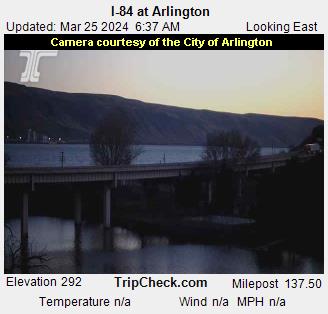 I-84 at Arlington
Updated: Mar 25 2024 6:37 AM Looking East
Camera courtesy of the City of Arlington
Elevation 292 TripCheck.com Milepost 137.50
Temperature n/a Wind n/a MPH n/a